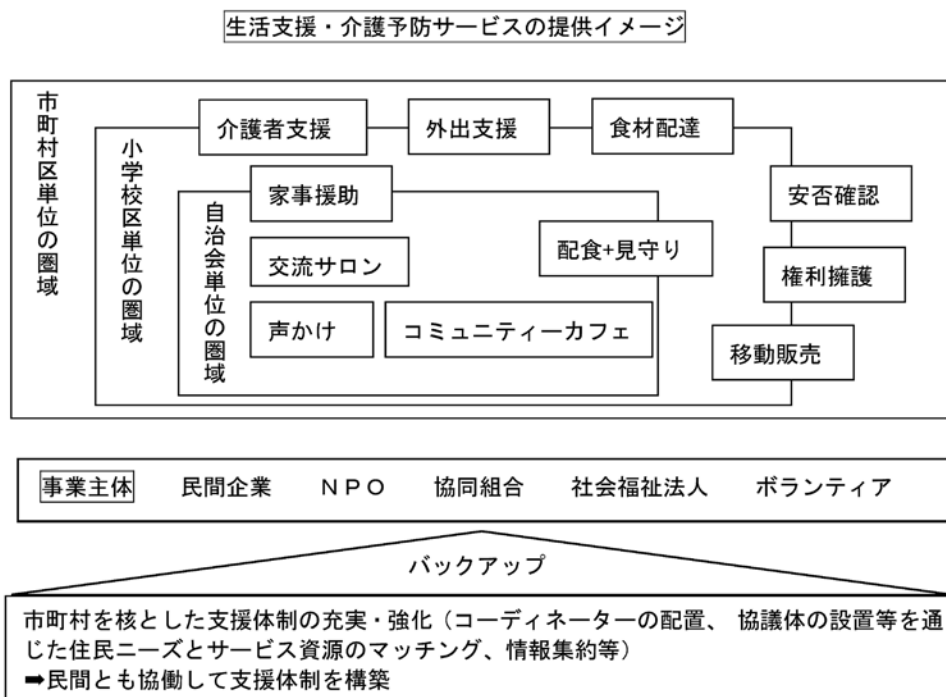 生活支援・介護予防サービスの提供イメージ
市町村区単位の圏域
小学校区単位の圏域
自治会単位の圏域
介護者支援
外出支援
食材配達
家事援助
安否確認
配食+見守り
交流サロン
権利擁護
声かけ
コミュニティーカフェ
移動販売
事業主体 民間企業 NPO 協同組合 社会福祉法人 ボランティア
バックアップ
市町村を核とした支援体制の充実・強化（コーディネーターの配置、 協議体の設置等を通
じた住民ニーズとサービス資源のマッチング、情報集約等）
➡民間とも協働して支援体制を構築